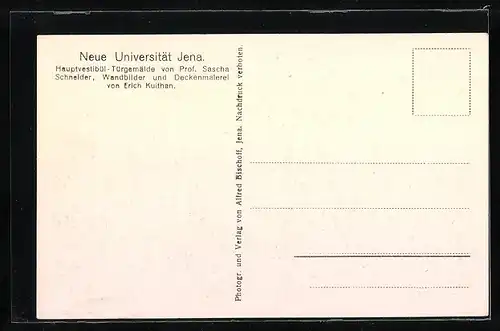 Neue Universität Jena.
Hauptvestibül-Türgemälde von Prof. Sascha
Schneider, Wandbilder und Deckenmalerei
von Erich Kuithan.
Photogr. und Verlag von Alfred Bischoff, Jena. Nachdruck verboten.